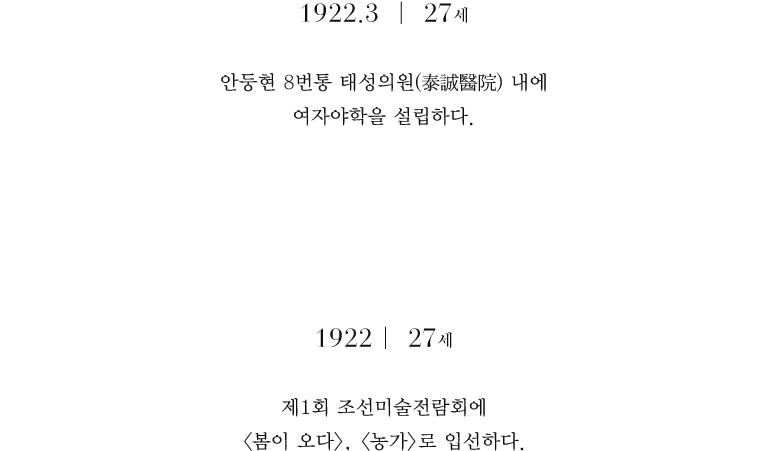 1922.3 | 27세
안둥현 8번통 태성의원(泰誠醫院) 내에
여자야학을 설립하다.
1922 | 27세
제1회 조선미술전람회에
〈봄이 오다〉, 〈농가〉로 입선하다.